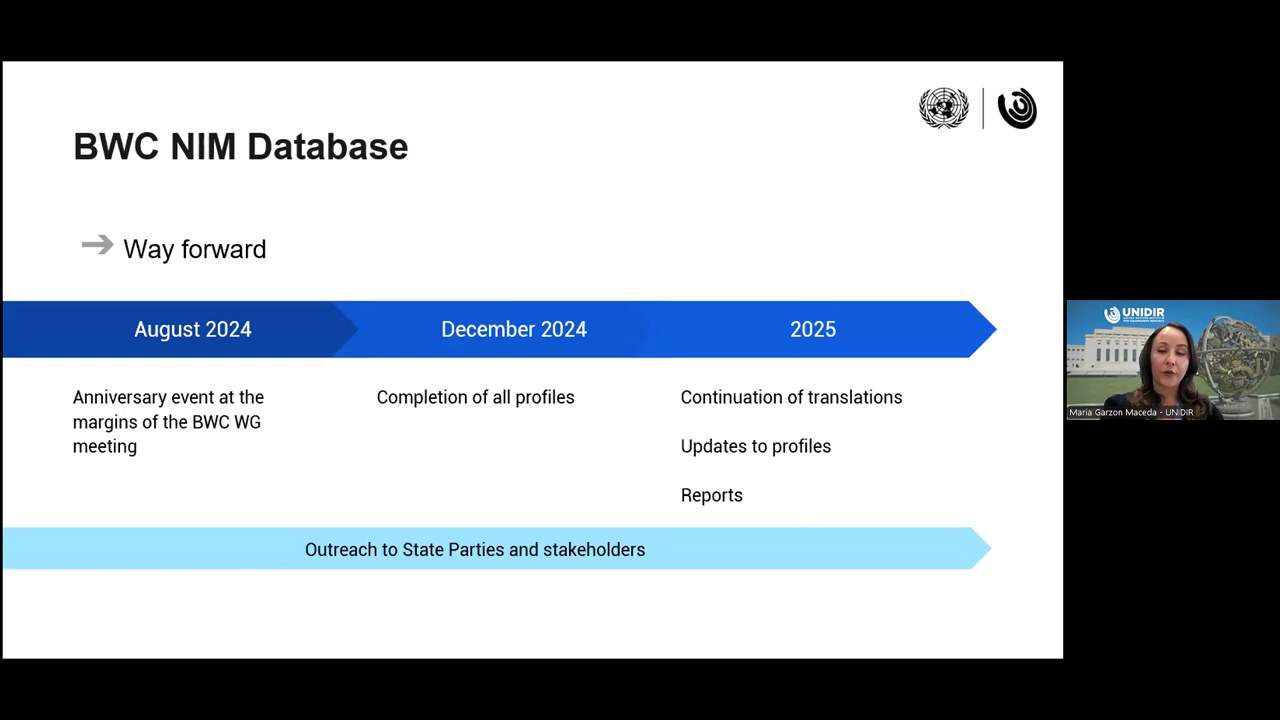 BWC NIM Database
Way forward
August 2024
December 2024
2025
Anniversary event at the
margins of the BWC WG
meeting
Completion of all profiles
Continuation of translations
Updates to profiles
Reports
Outreach to State Parties and stakeholders
UNIDIR
Maria Garzon Maceda - UNIDIR